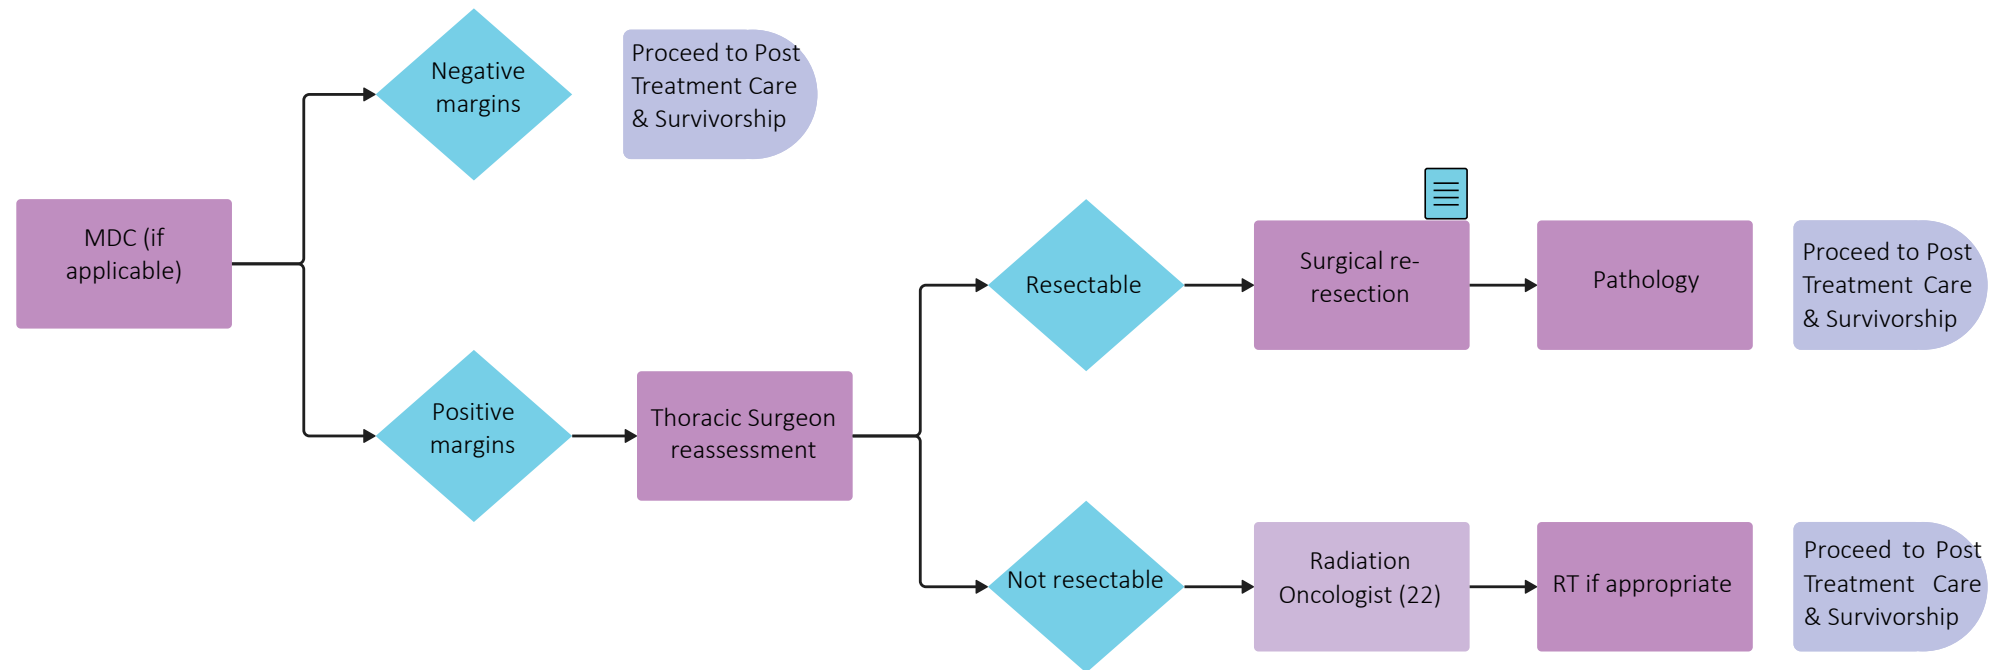 Negative
margins
Proceed to Post
Treatment Care
& Survivorship
MDC (if
applicable)
Resectable
Surgical re-
resection
Pathology
Proceed to Post
Treatment Care
& Survivorship
Positive
margins
Thoracic Surgeon
reassessment
Not resectable
Radiation
Oncologist (22)
RT if appropriate
Proceed to Post
Treatment Care
& Survivorship